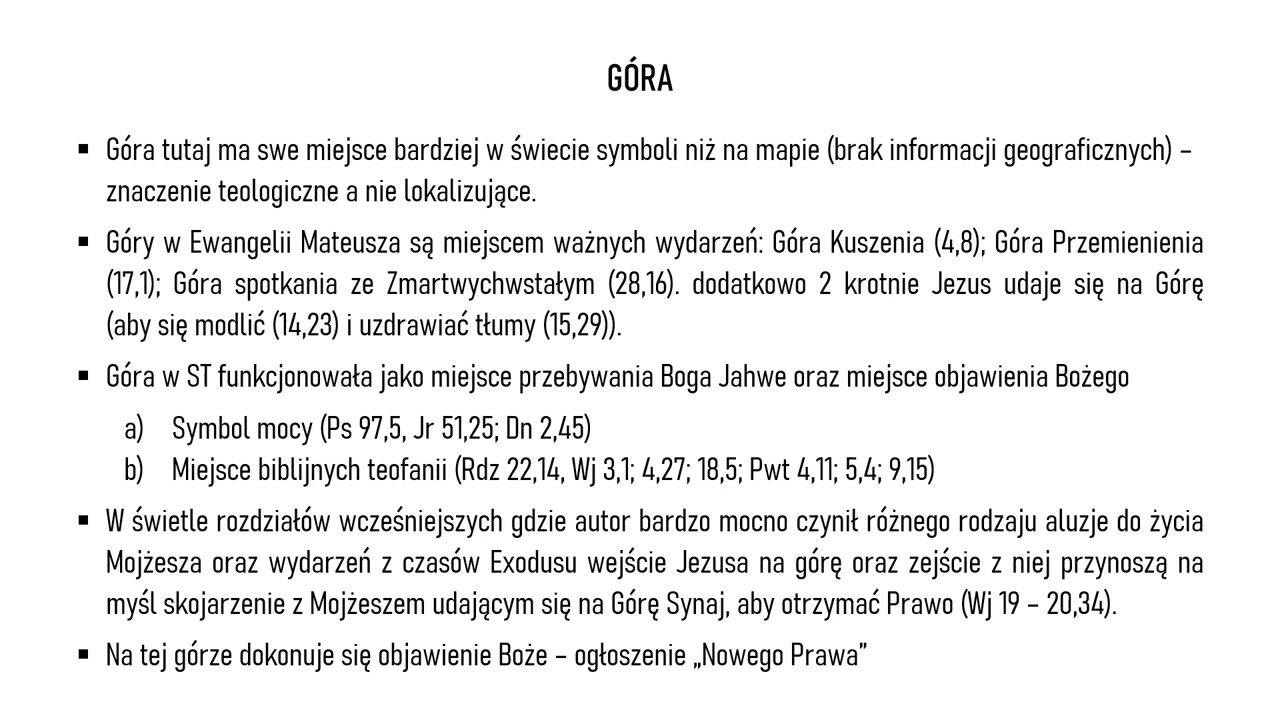 GÓRA
▪ Góra tutaj ma swe miejsce bardziej w świecie symboli niż na mapie (brak informacji geograficznych) –
znaczenie teologiczne a nie lokalizujące.
▪ Góry w Ewangelii Mateusza są miejscem ważnych wydarzeń: Góra Kuszenia (4,8); Góra Przemienienia
(17,1); Góra spotkania ze Zmartwychwstałym (28,16). dodatkowo 2 krotnie Jezus udaje się na Górę
(aby się modlić (14,23) i uzdrawiać tłumy (15,29)).
▪ Góra w ST funkcjonowała jako miejsce przebywania Boga Jahwe oraz miejsce objawienia Bożego
a) Symbol mocy (Ps 97,5, Jr 51,25; Dn 2,45)
b) Miejsce biblijnych teofanii (Rdz 22,14, Wj 3,1; 4,27; 18,5; Pwt 4,11; 5,4; 9,15)
▪ W świetle rozdziałów wcześniejszych gdzie autor bardzo mocno czynił różnego rodzaju aluzje do życia
Mojżesza oraz wydarzeń z czasów Exodusu wejście Jezusa na górę oraz zejście z niej przynoszą na
myśl skojarzenie z Mojżeszem udającym się na Górę Synaj, aby otrzymać Prawo (Wj 19 – 20,34).
▪ Na tej górze dokonuje się objawienie Boże – ogłoszenie „Nowego Prawa”